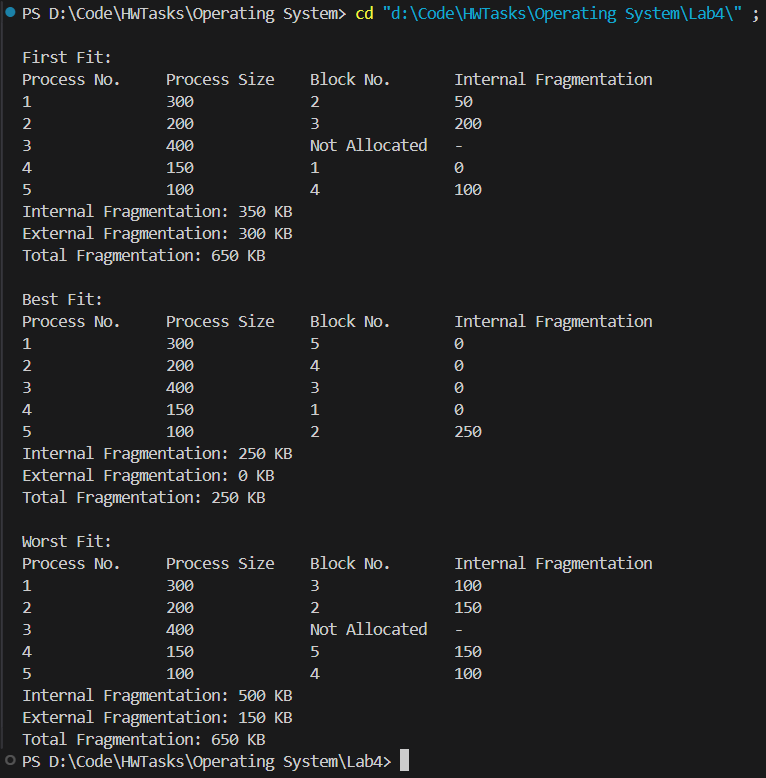 PS D:\Code\HWTasks\Operating System> cd "d:\Code\HWTasks\Operating System\Lab4\" ;
First Fit:
Process No. Process Size Block No. Internal Fragmentation
1 300 2 50
2 200 3 200
3 400 Not Allocated -
4 150 1 0
5 100 4 100
Internal Fragmentation: 350 KB
External Fragmentation: 300 KB
Total Fragmentation: 650 KB
Best Fit:
Process No. Process Size Block No. Internal Fragmentation
1 300 5 0
2 200 4 0
3 400 3 0
4 150 1 0
5 100 2 250
Internal Fragmentation: 250 KB
External Fragmentation: 0 KB
Total Fragmentation: 250 KB
Worst Fit:
Process No. Process Size Block No. Internal Fragmentation
1 300 3 100
2 200 2 150
3 400 Not Allocated -
4 150 5 150
5 100 4 100
Internal Fragmentation: 500 KB
External Fragmentation: 150 KB
Total Fragmentation: 650 KB
PS D:\Code\HWTasks\Operating System\Lab4>